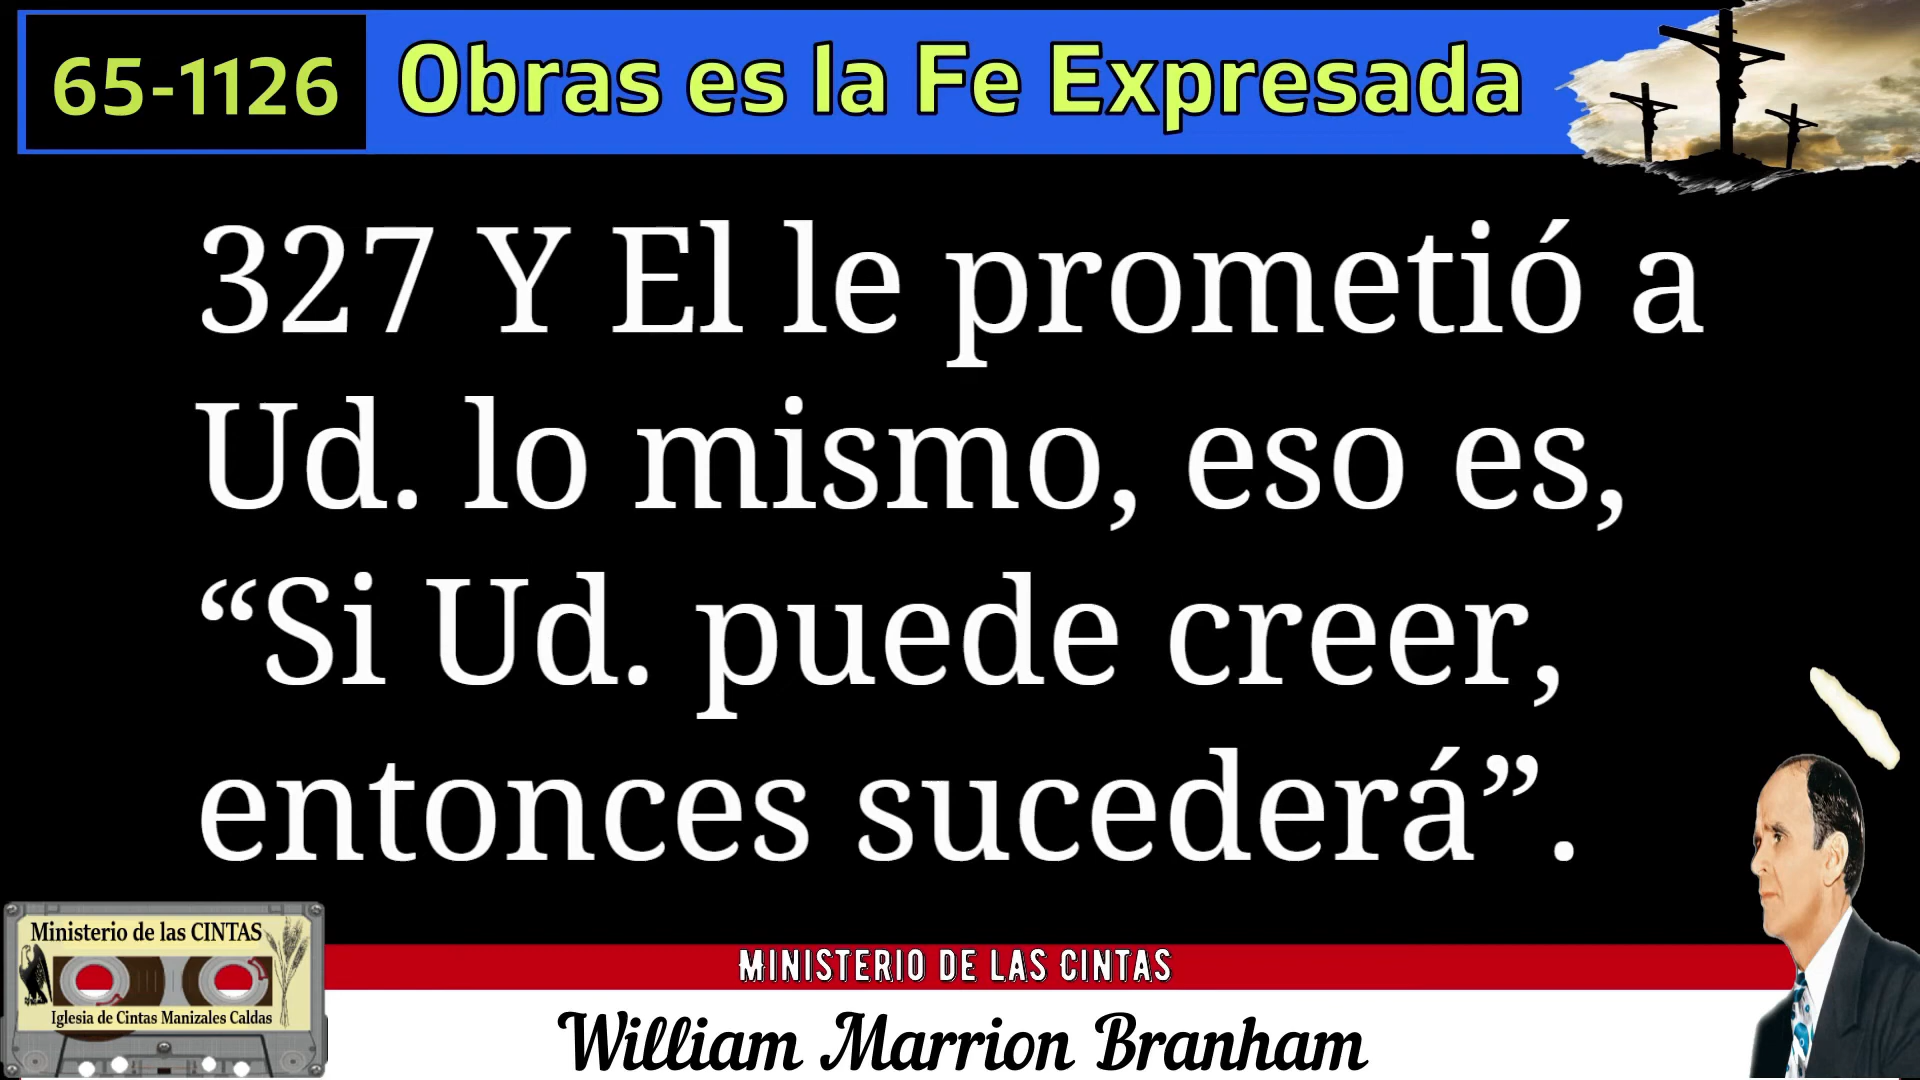 65-1126
Obras es la Fe Expresada
327 Y El le prometió a
Ud. lo mismo, eso es,
“Si Ud. puede creer,
entonces sucederá”.
Ministerio de las CINTAS
Iglesia de Cintas Manizales Caldas
MINISTERIO DE LAS CINTAS
William Marrion Branham